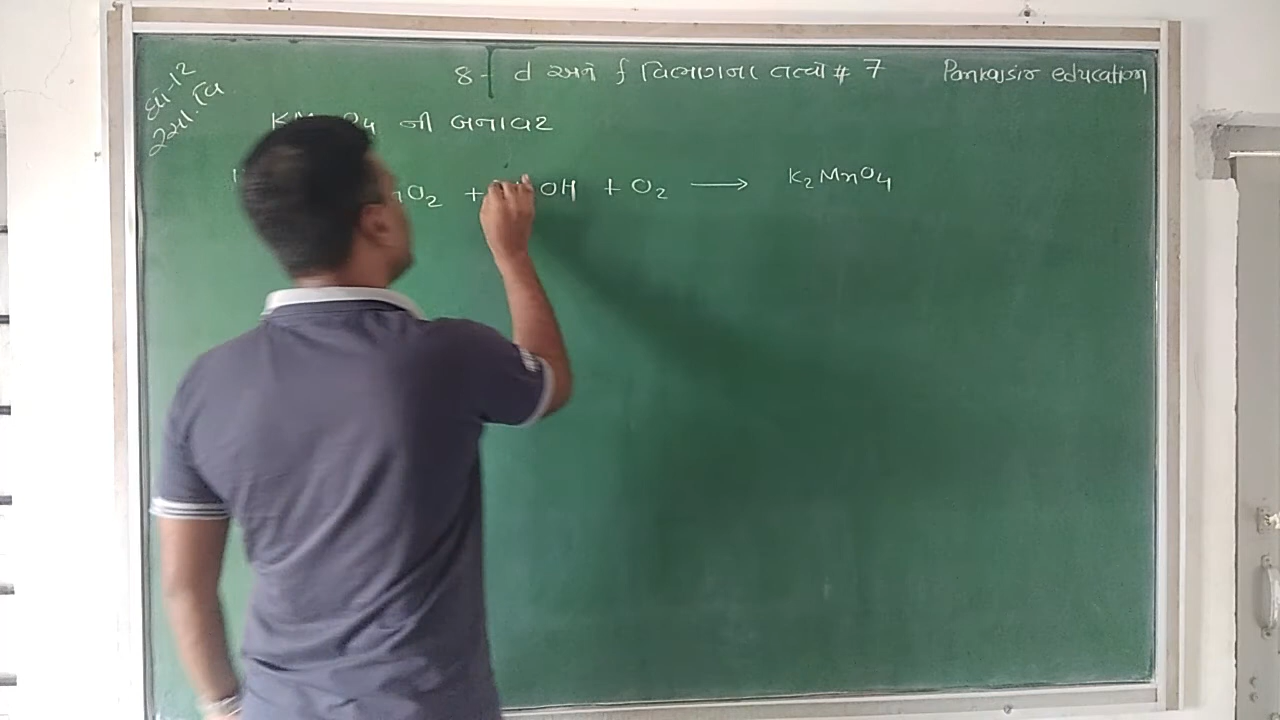 ધો-12
રસા. વિ
8- d અને f વિભાગના તત્વો # 7 Pankajsir education
ની બનાવટ
O₂ + OH + O₂ ⟶ K₂MnO₄